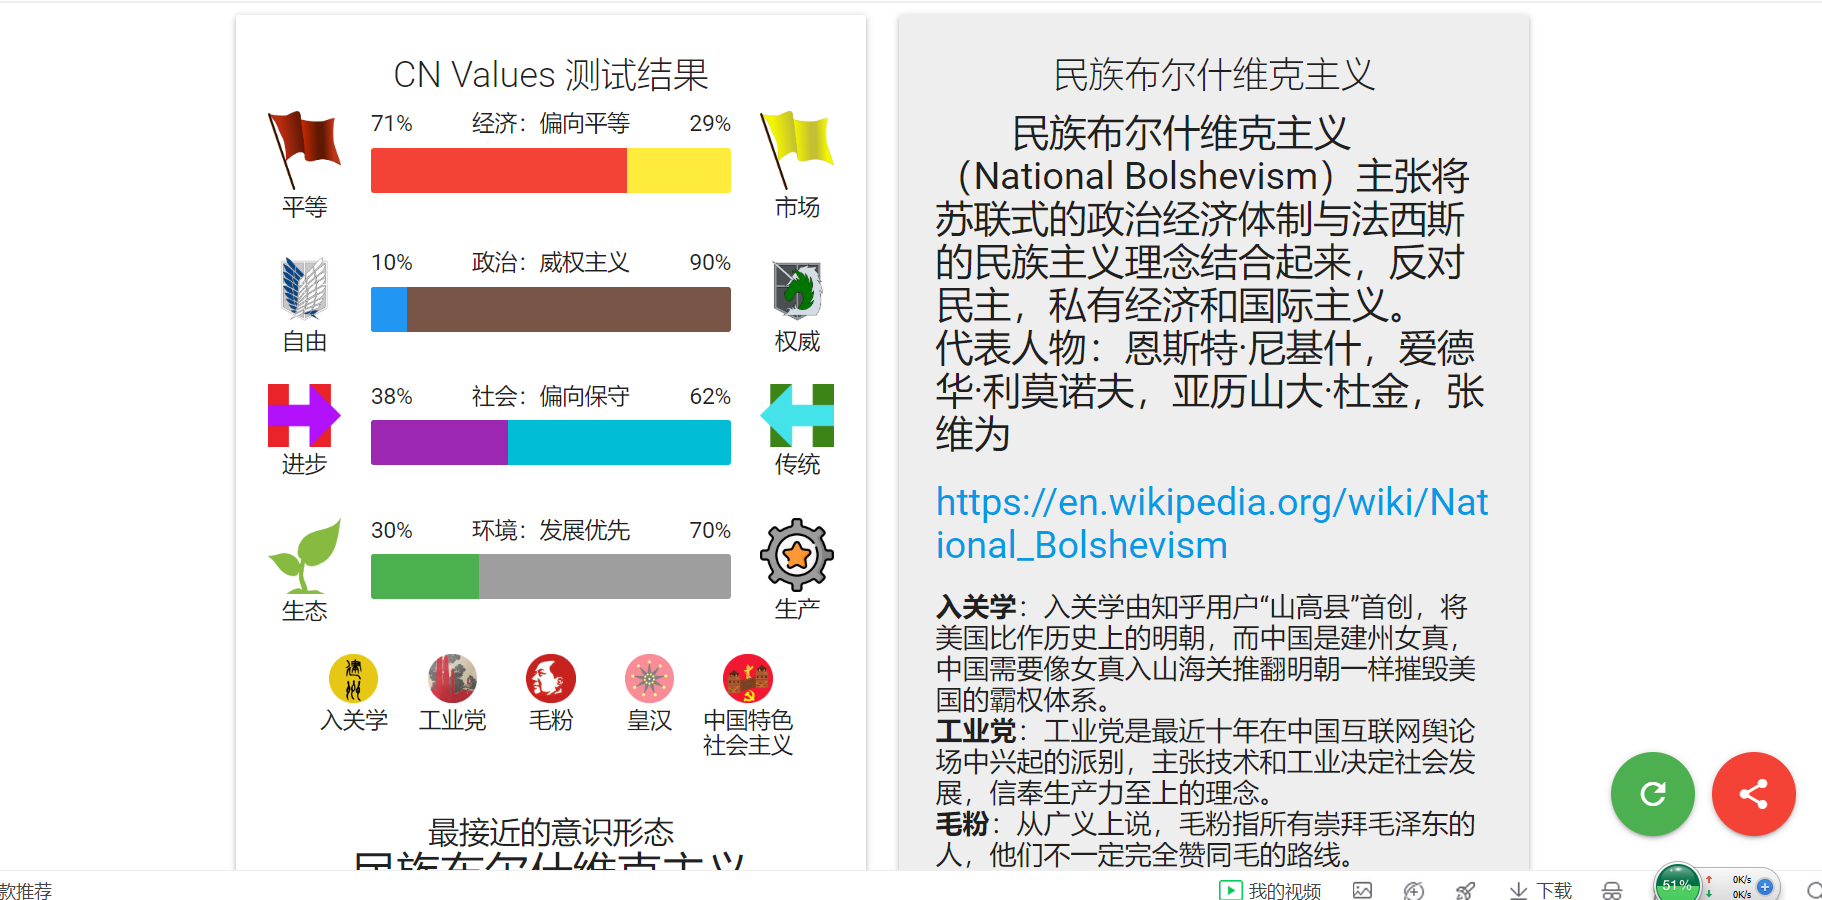 CN Values 测试结果
71% 经济：偏向平等 29%
平等 市场
10% 政治：威权主义 90%
自由 权威
38% 社会：偏向保守 62%
进步 传统
30% 环境：发展优先 70%
生态 生产
入关学 工业党 毛粉 皇汉 中国特色
社会主义
最接近的意识形态
民族布尔什维克主义
民族布尔什维克主义
民族布尔什维克主义
（National Bolshevism）主张将
苏联式的政治经济体制与法西斯
的民族主义理念结合起来，反对
民主，私有经济和国际主义。
代表人物：恩斯特·尼基什，爱德
华·利莫诺夫，亚历山大·杜金，张
维为
https://en.wikipedia.org/wiki/Nat
ional_Bolshevism
入关学：入关学由知乎用户“山高县”首创，将
美国比作历史上的明朝，而中国是建州女真，
中国需要像女真入山海关推翻明朝一样摧毁美
国的霸权体系。
工业党：工业党是最近十年在中国互联网舆论
场中兴起的派别，主张技术和工业决定社会发
展，信奉生产力至上的理念。
毛粉：从广义上说，毛粉指所有崇拜毛泽东的
人，他们不一定完全赞同毛的路线。
款推荐 我的视频 下载 51% 0K/s
0K/s